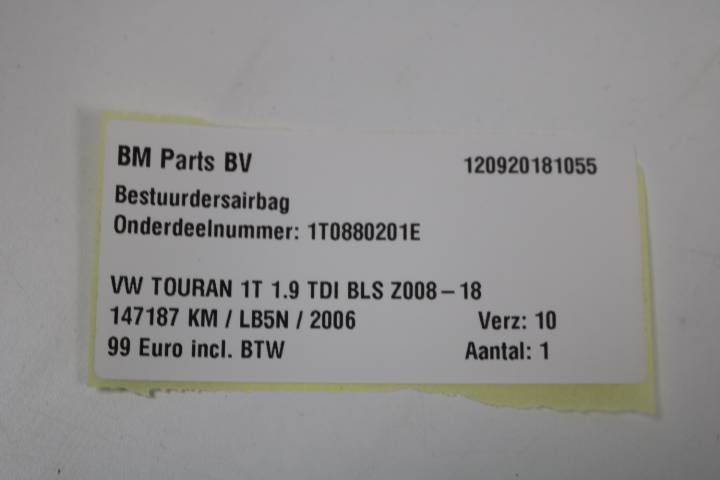 BM Parts BV 120920181055
Bestuurdersairbag
Onderdeelnummer: 1T0880201E
VW TOURAN 1T 1.9 TDI BLS Z008-18
147187 KM / LB5N / 2006 Verz: 10
99 Euro incl. BTW Aantal: 1